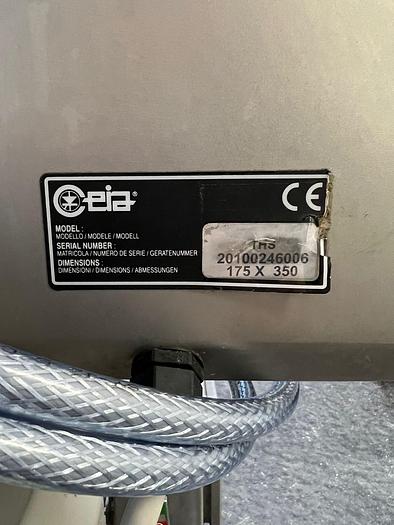 ceia® CE
MODEL : THS
MODELLO / MODELE / MODELL
SERIAL NUMBER : 20100246006
MATRICOLA / NUMERO DE SERIE / GERATENUMMER
DIMENSIONS : 175 X 350
DIMENSIONI / DIMENSIONS / ABMESSUNGEN